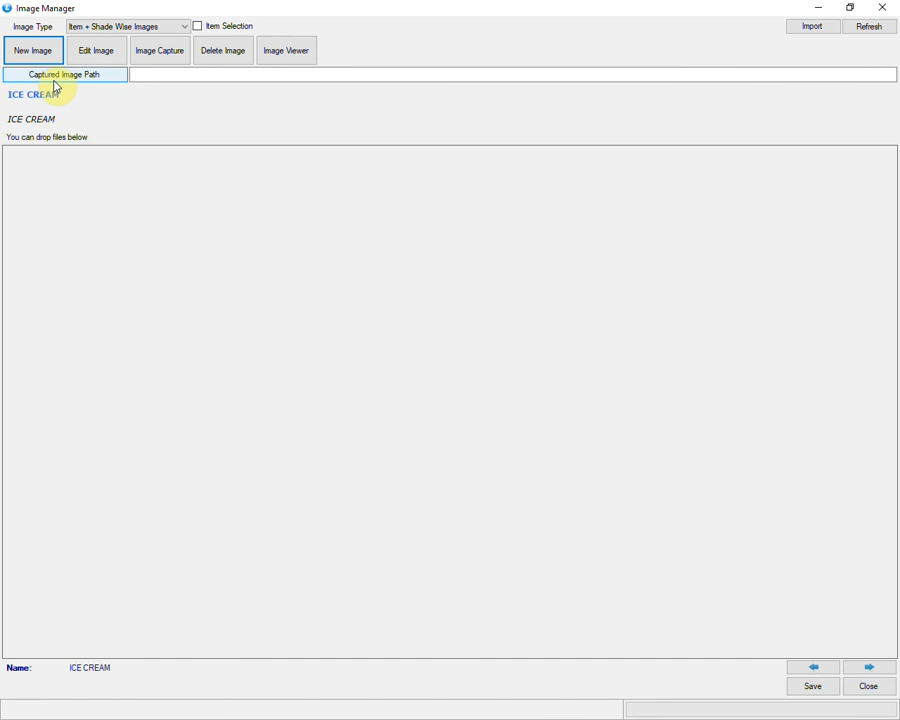 Image Manager
Image Type Item + Shade Wise Images Item Selection Import Refresh
New Image Edit Image Image Capture Delete Image Image Viewer
Captured Image Path
ICE CREAM
ICE CREAM
You can drop files below
Name: ICE CREAM
Save Close